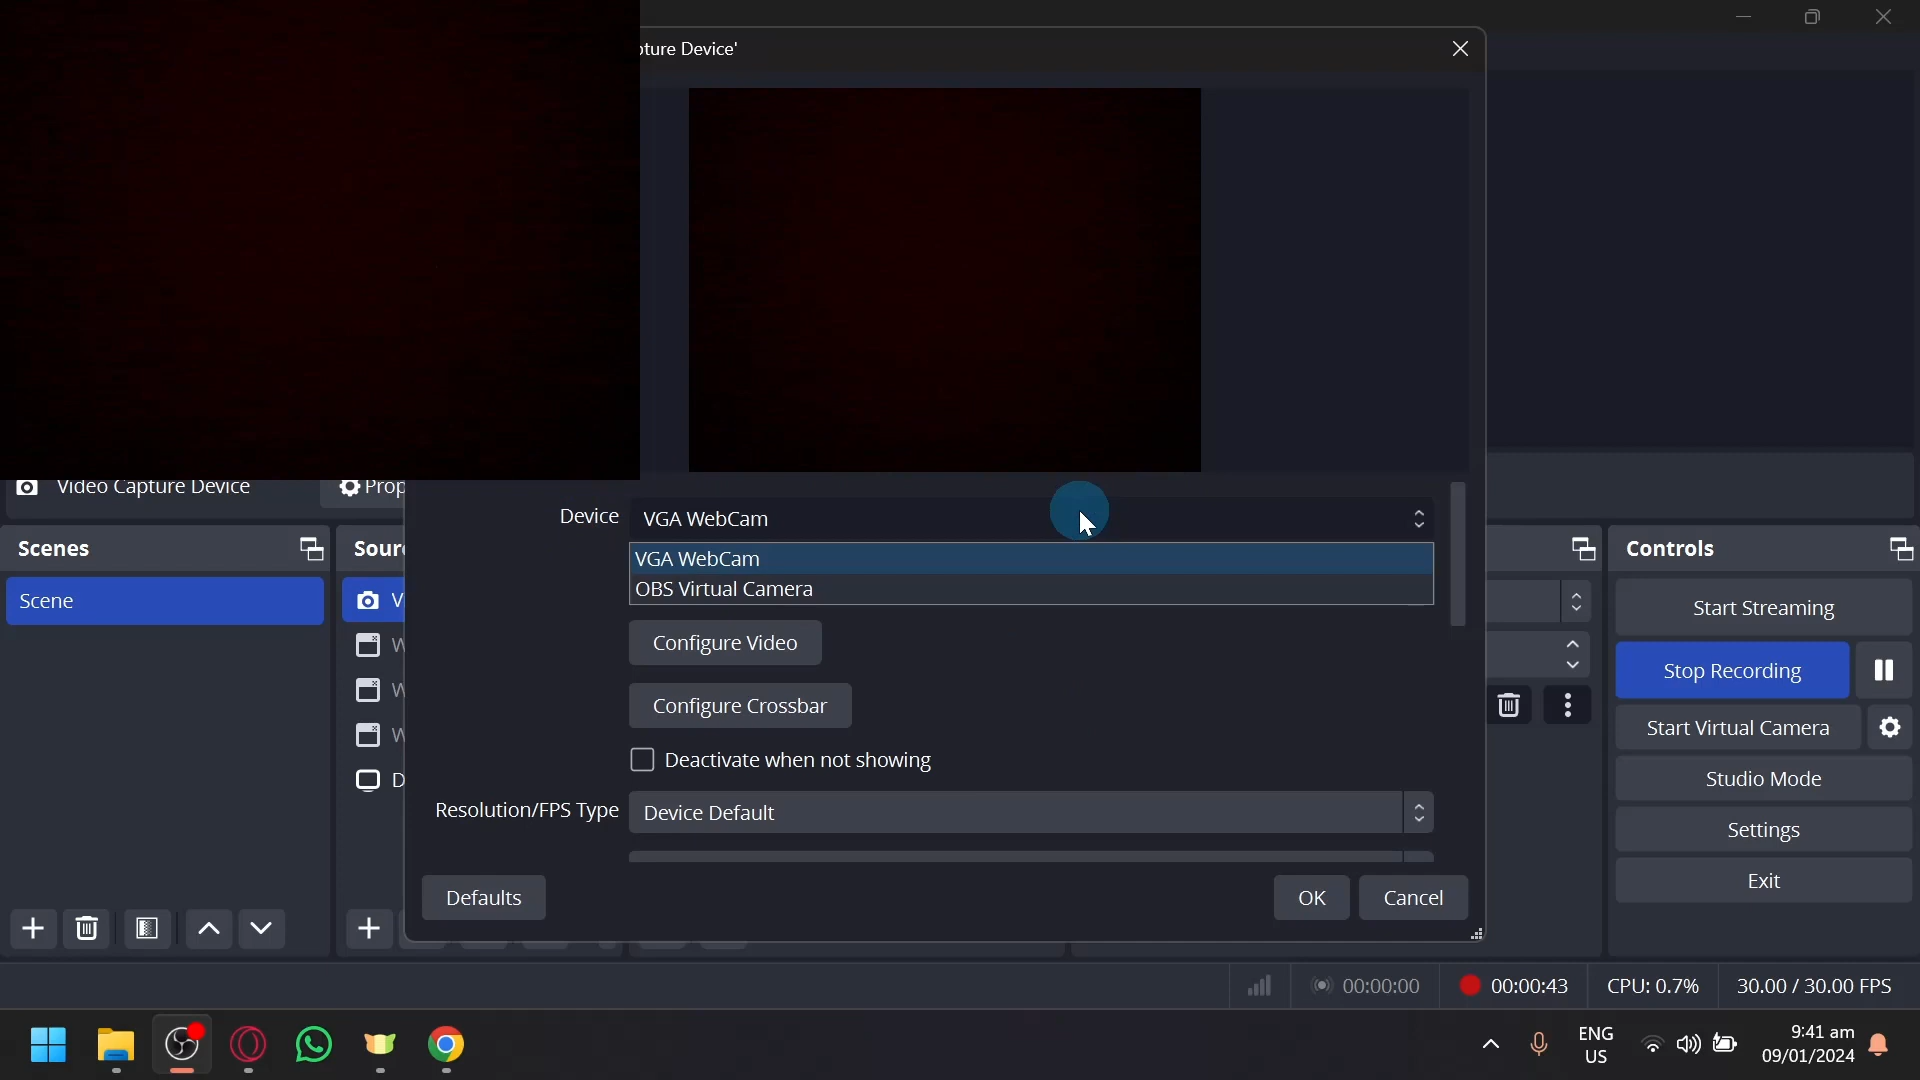 pture Device'
Video Capture Device
Prop
Device
VGA WebCam
VGA WebCam
OBS Virtual Camera
Configure Video
Configure Crossbar
Deactivate when not showing
Resolution/FPS Type
Device Default
Defaults
OK
Cancel
Scenes
Scene
Sour
V
W
W
W
D
Controls
Start Streaming
Stop Recording
Start Virtual Camera
Studio Mode
Settings
Exit
00:00:00
00:00:43
CPU: 0.7%
30.00 / 30.00 FPS
ENG
US
9:41 am
09/01/2024